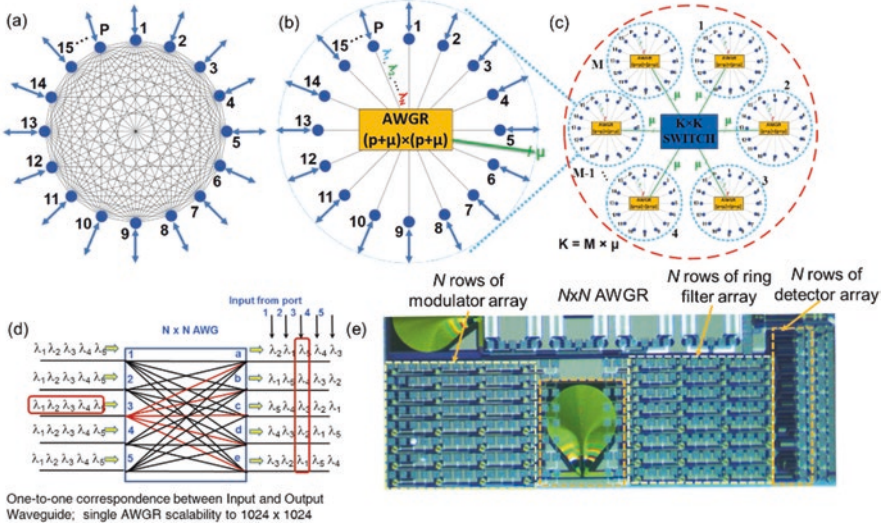 (a)
P
1
2
3
4
5
6
7
8
9
10
11
12
13
14
15
(b)
P
1
2
3
4
5
6
7
8
9
10
11
12
13
14
15
AWGR
(p+μ)×(p+μ)
μ
(c)
1
2
3
4
M-1
M
μ
μ
μ
μ
μ
μ
K×K
SWITCH
K = M × μ
(d)
N x N AWG
Input from port
1 2 3 4 5
λ₁ λ₂ λ₃ λ₄ λ₅ 1 a λ₂ λ₁ λ₅ λ₄ λ₃
λ₁ λ₂ λ₃ λ₄ λ₅ 2 b λ₁ λ₅ λ₄ λ₃ λ₂
λ₁ λ₂ λ₃ λ₄ λ₅ 3 c λ₅ λ₄ λ₃ λ₂ λ₁
λ₁ λ₂ λ₃ λ₄ λ₅ 4 d λ₄ λ₃ λ₂ λ₁ λ₅
λ₁ λ₂ λ₃ λ₄ λ₅ 5 e λ₃ λ₂ λ₁ λ₅ λ₄
One-to-one correspondence between Input and Output
Waveguide; single AWGR scalability to 1024 x 1024
(e)
N rows of
modulator array
NxN AWGR
N rows of ring
filter array
N rows of
detector array